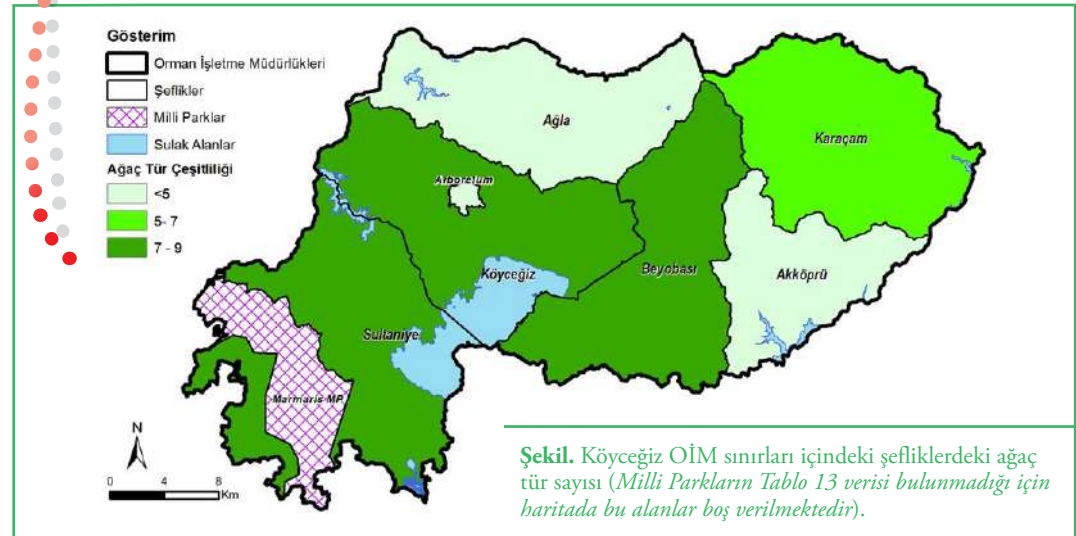 Gösterim
Orman İşletme Müdürlükleri
Şeflikler
Milli Parklar
Sulak Alanlar
Ağaç Tür Çeşitliliği
<5
5- 7
7 - 9
Ağla
Karaçam
Arboretum
Köyceğiz
Beyobası
Akköprü
Sultaniye
Marmaris MP
N
0 4 8
Km
Şekil. Köyceğiz OİM sınırları içindeki şefliklerdeki ağaç
tür sayısı (Milli Parkların Tablo 13 verisi bulunmadığı için
haritada bu alanlar boş verilmektedir).